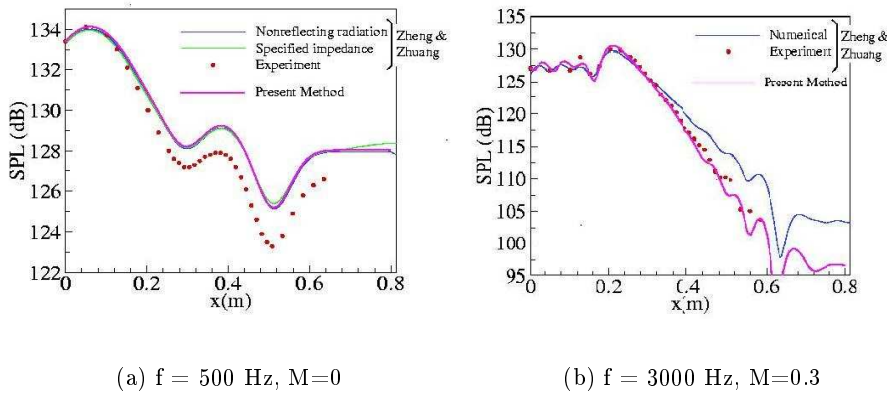 134
132
130
128
126
124
122
SPL (dB)
0
0.2
0.4
0.6
0.8
x(m)
Nonreflecting radiation
Specified impedance
Experiment
Zheng &
Zhuang
Present Method
135
130
125
120
115
110
105
100
95
SPL (dB)
0
0.2
0.4
0.6
0.8
x(m)
Numerical
Experiment
Zheng &
Zhuang
Present Method
(a) f = 500 Hz, M=0
(b) f = 3000 Hz, M=0.3